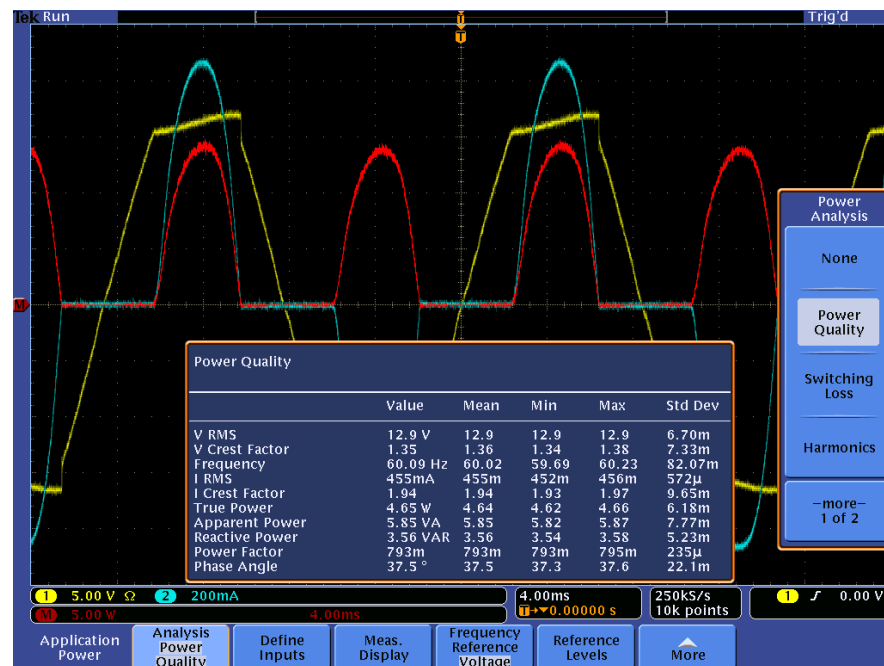 Tek Run Trig'd
T
T
M
Power Analysis
None
Power Quality
Switching Loss
Harmonics
-more-
1 of 2
Power Quality
Value Mean Min Max Std Dev
V RMS 12.9 V 12.9 12.9 12.9 6.70m
V Crest Factor 1.35 1.36 1.34 1.38 7.33m
Frequency 60.09 Hz 60.02 59.69 60.23 82.07m
I RMS 455mA 455m 452m 456m 572µ
I Crest Factor 1.94 1.94 1.93 1.97 9.65m
True Power 4.65 W 4.64 4.62 4.66 6.18m
Apparent Power 5.85 VA 5.85 5.82 5.87 7.77m
Reactive Power 3.56 VAR 3.56 3.54 3.58 5.23m
Power Factor 793m 793m 793m 795m 235µ
Phase Angle 37.5 ° 37.5 37.3 37.6 22.1m
1 5.00 V Ω 2 200mA 4.00ms 250kS/s 1 0.00 V
T→▼0.00000 s 10k points
M 5.00 W 4.00ms
Application Power
Analysis Power Quality
Define Inputs
Meas. Display
Frequency Reference Voltage
Reference Levels
More